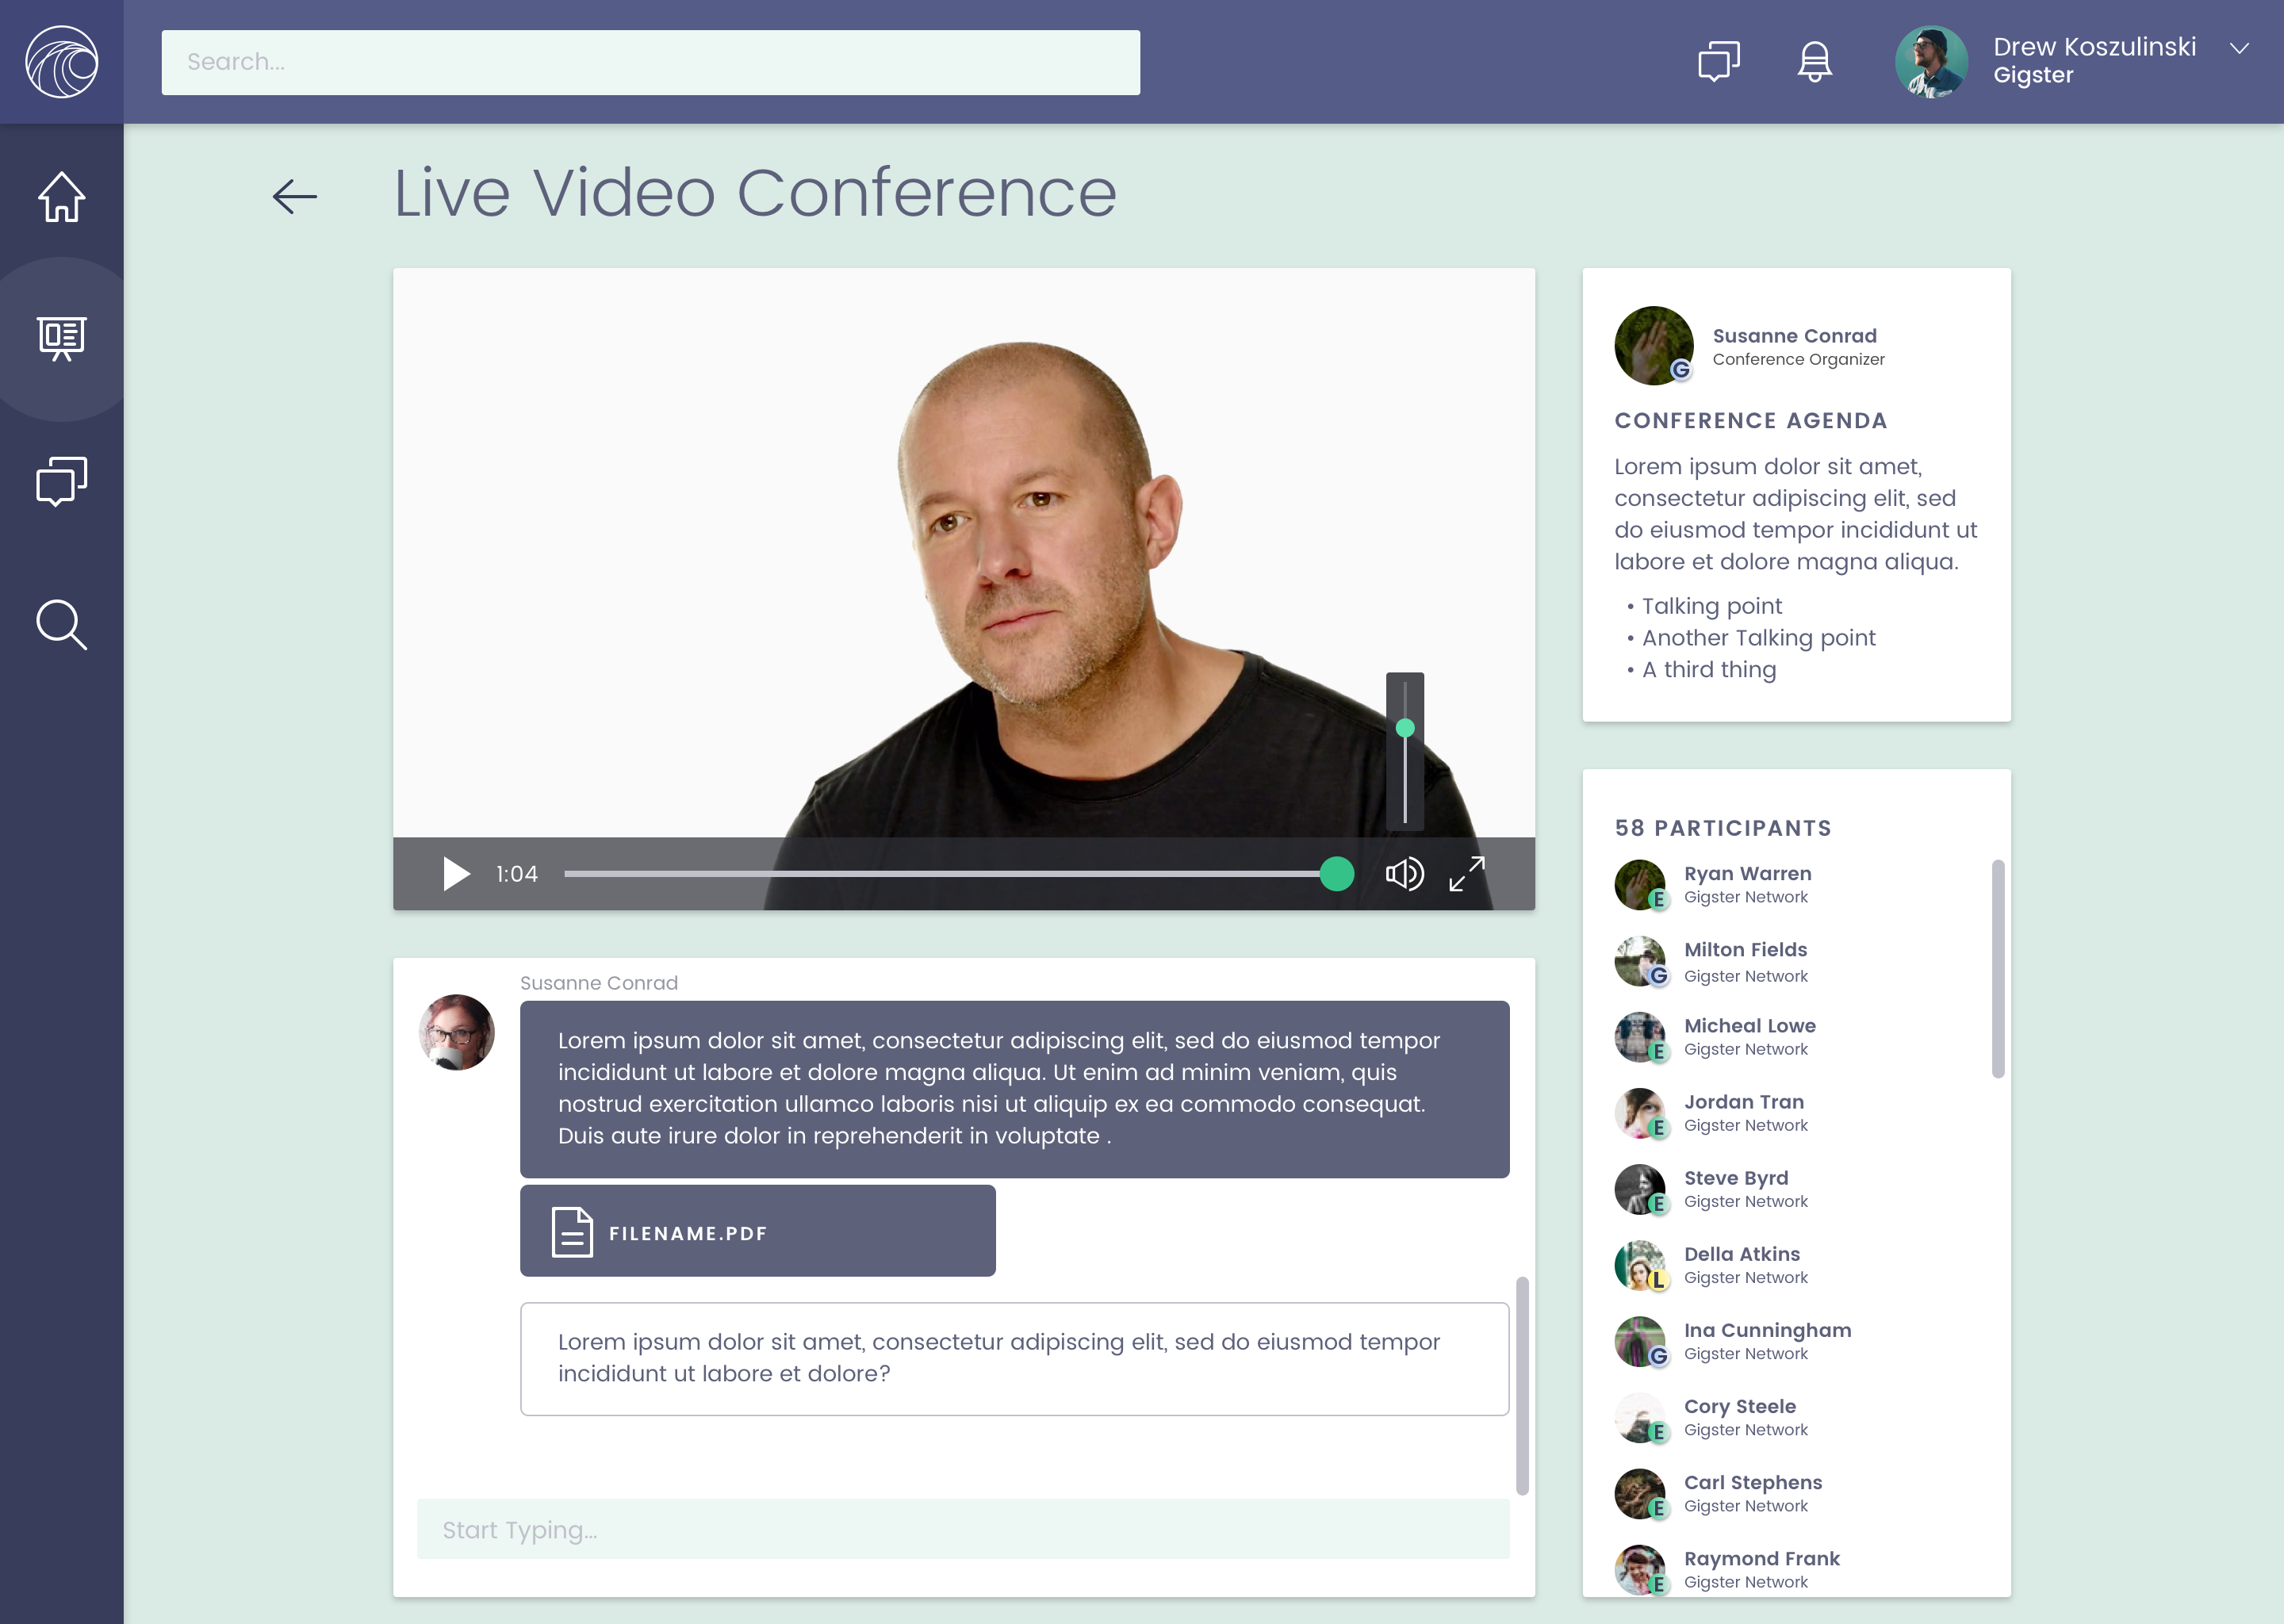 Search...
Drew Koszulinski
Gigster
Live Video Conference
1:04
Susanne Conrad
Lorem ipsum dolor sit amet, consectetur adipiscing elit, sed do eiusmod tempor
incididunt ut labore et dolore magna aliqua. Ut enim ad minim veniam, quis
nostrud exercitation ullamco laboris nisi ut aliquip ex ea commodo consequat.
Duis aute irure dolor in reprehenderit in voluptate .
FILENAME.PDF
Lorem ipsum dolor sit amet, consectetur adipiscing elit, sed do eiusmod tempor
incididunt ut labore et dolore?
Start Typing...
Susanne Conrad
Conference Organizer
G
CONFERENCE AGENDA
Lorem ipsum dolor sit amet,
consectetur adipiscing elit, sed
do eiusmod tempor incididunt ut
labore et dolore magna aliqua.
• Talking point
• Another Talking point
• A third thing
58 PARTICIPANTS
Ryan Warren
E Gigster Network
Milton Fields
G Gigster Network
Micheal Lowe
E Gigster Network
Jordan Tran
E Gigster Network
Steve Byrd
E Gigster Network
Della Atkins
L Gigster Network
Ina Cunningham
G Gigster Network
Cory Steele
E Gigster Network
Carl Stephens
E Gigster Network
Raymond Frank
E Gigster Network